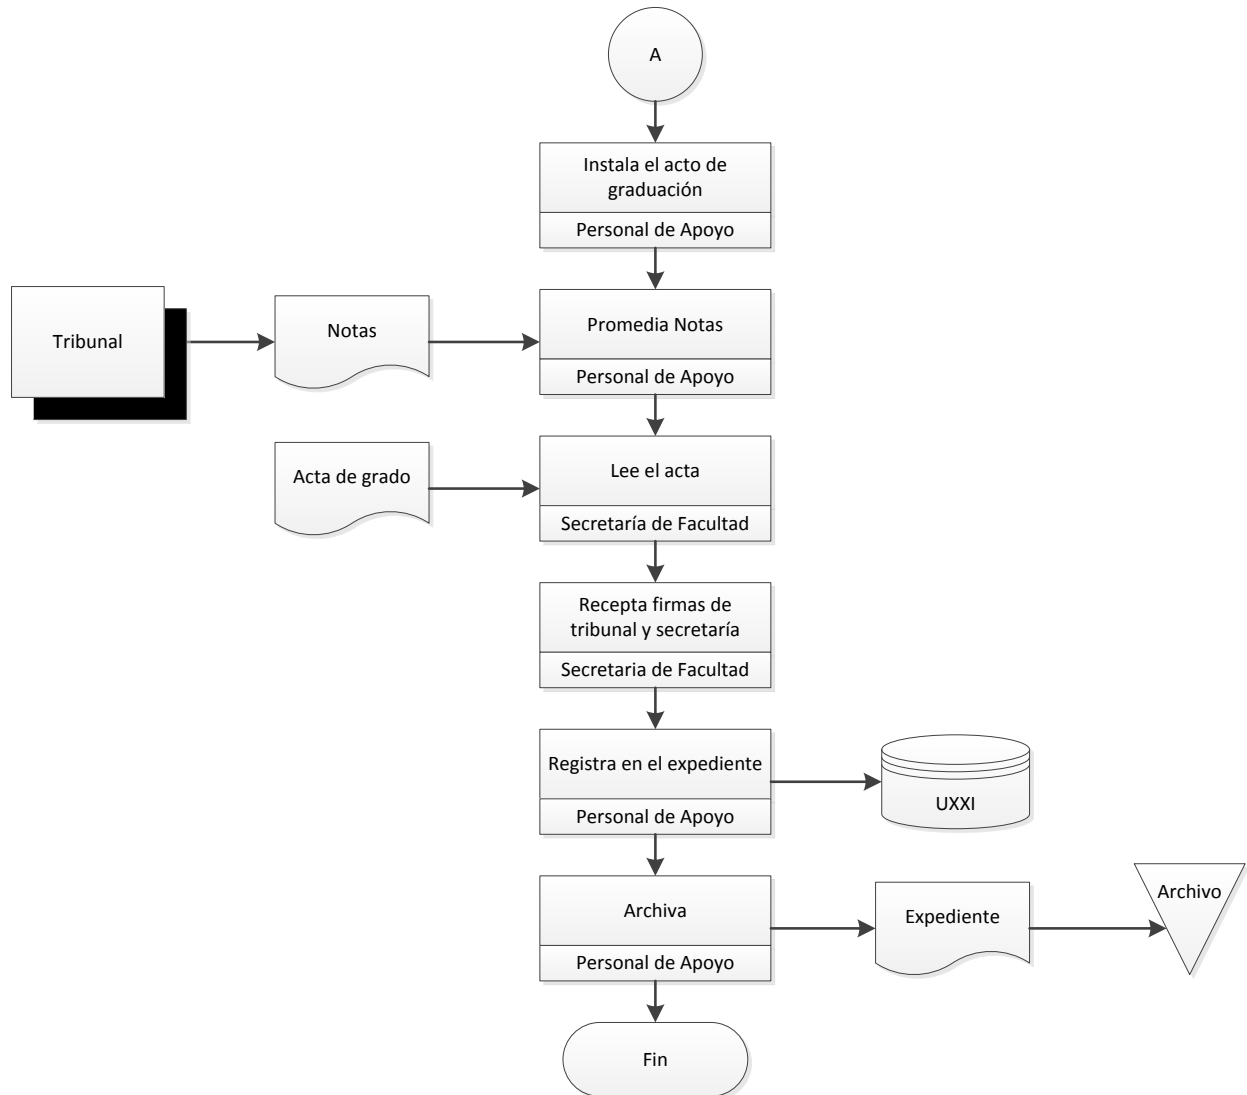 A
Instala el acto de
graduación
Personal de Apoyo
Tribunal
Notas
Promedia Notas
Personal de Apoyo
Acta de grado
Lee el acta
Secretaría de Facultad
Recepta firmas de
tribunal y secretaría
Secretaria de Facultad
Registra en el expediente
Personal de Apoyo
UXXI
Archiva
Personal de Apoyo
Expediente
Archivo
Fin